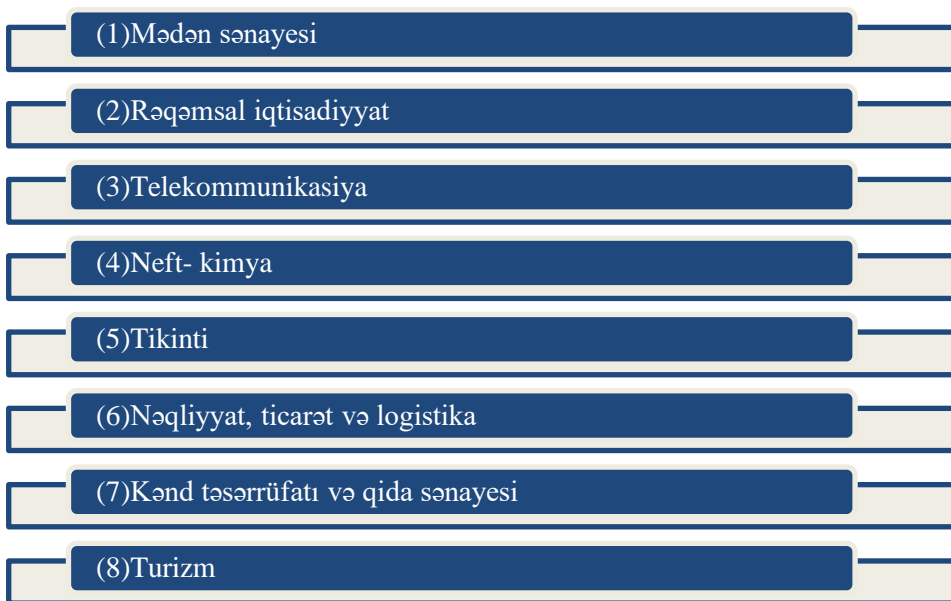 (1)Mədən sənayesi
(2)Rəqəmsal iqtisadiyyat
(3)Telekommunikasiya
(4)Neft- kimya
(5)Tikinti
(6)Nəqliyyat, ticarət və logistika
(7)Kənd təsərrüfatı və qida sənayesi
(8)Turizm